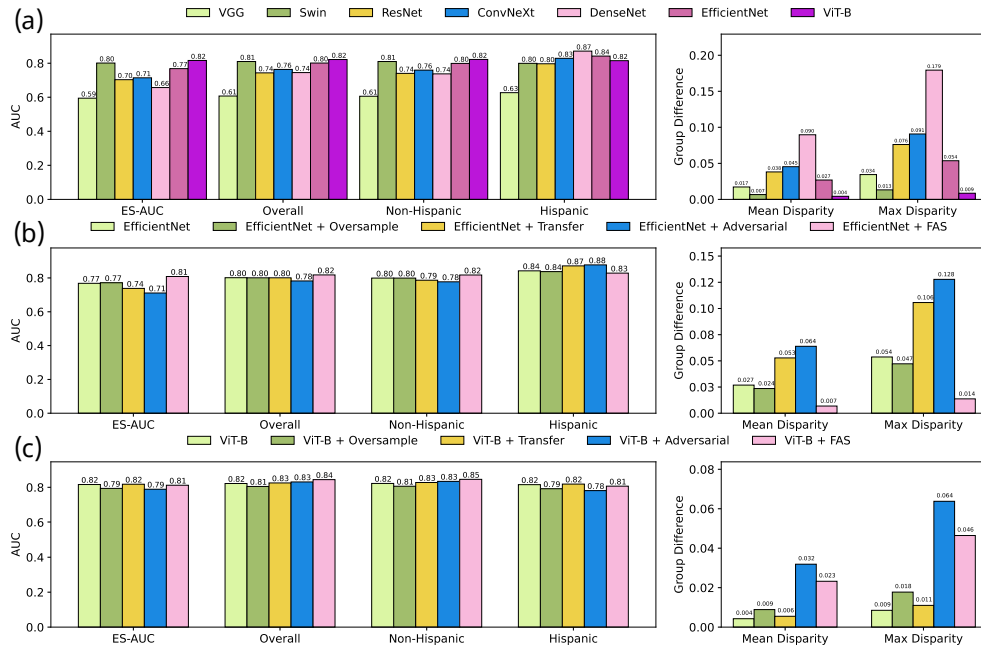 (a)
VGG Swin ResNet ConvNeXt DenseNet EfficientNet ViT-B
AUC
0.8
0.6
0.4
0.2
0.0
0.59 0.80 0.70 0.71 0.66 0.77 0.82
0.61 0.81 0.74 0.76 0.74 0.80 0.82
0.61 0.81 0.74 0.76 0.74 0.80 0.82
0.63 0.80 0.80 0.83 0.87 0.84 0.82
ES-AUC Overall Non-Hispanic Hispanic
Group Difference
0.20
0.15
0.10
0.05
0.00
0.017 0.007 0.038 0.045 0.090 0.027 0.004
0.034 0.013 0.076 0.091 0.179 0.054 0.009
Mean Disparity Max Disparity
(b)
EfficientNet EfficientNet + Oversample EfficientNet + Transfer EfficientNet + Adversarial EfficientNet + FAS
AUC
0.8
0.6
0.4
0.2
0.0
0.77 0.77 0.74 0.71 0.81
0.80 0.80 0.80 0.78 0.82
0.80 0.80 0.79 0.78 0.82
0.84 0.84 0.87 0.88 0.83
ES-AUC Overall Non-Hispanic Hispanic
Group Difference
0.15
0.12
0.10
0.08
0.05
0.03
0.00
0.027 0.024 0.053 0.064 0.007
0.054 0.047 0.106 0.128 0.014
Mean Disparity Max Disparity
(c)
ViT-B ViT-B + Oversample ViT-B + Transfer ViT-B + Adversarial ViT-B + FAS
AUC
0.8
0.6
0.4
0.2
0.0
0.82 0.79 0.82 0.79 0.81
0.82 0.81 0.83 0.83 0.84
0.82 0.81 0.83 0.83 0.85
0.82 0.79 0.82 0.78 0.81
ES-AUC Overall Non-Hispanic Hispanic
Group Difference
0.08
0.06
0.04
0.02
0.00
0.004 0.009 0.006 0.032 0.023
0.009 0.018 0.011 0.064 0.046
Mean Disparity Max Disparity